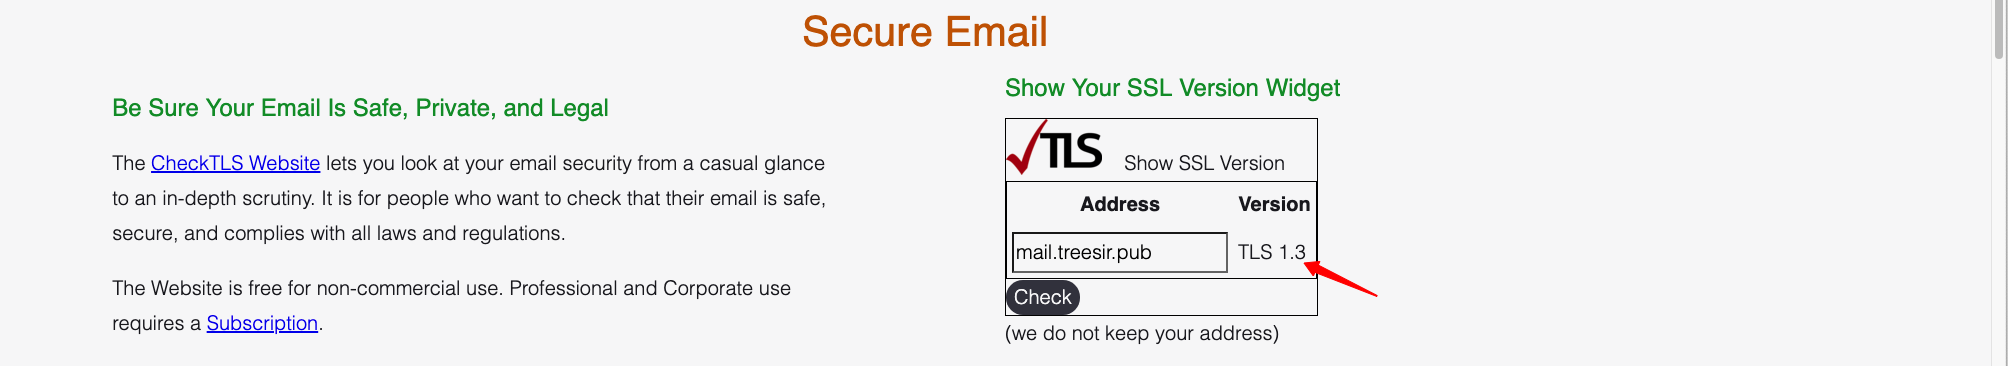 Secure Email
Be Sure Your Email Is Safe, Private, and Legal
The CheckTLS Website lets you look at your email security from a casual glance
to an in-depth scrutiny. It is for people who want to check that their email is safe,
secure, and complies with all laws and regulations.
The Website is free for non-commercial use. Professional and Corporate use
requires a Subscription.
Show Your SSL Version Widget
TLS Show SSL Version
Address Version
mail.treesir.pub TLS 1.3
Check
(we do not keep your address)